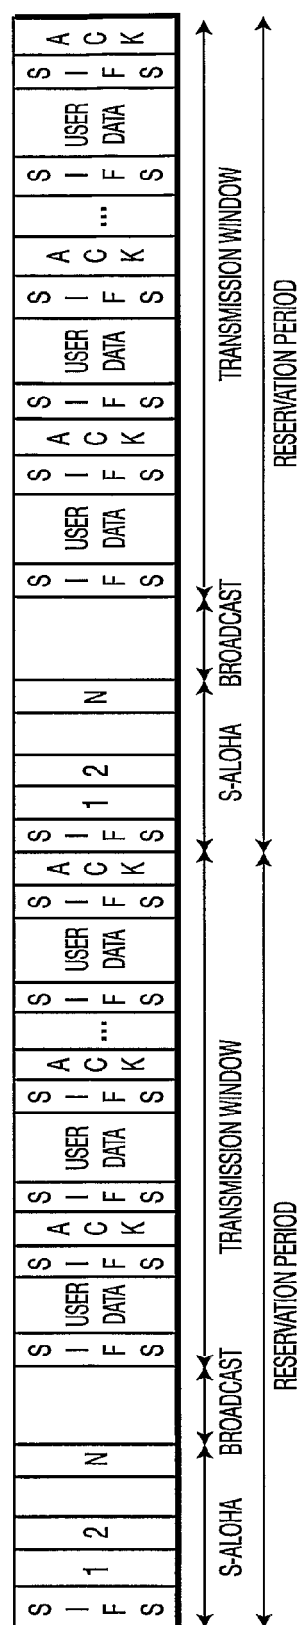 SIFS
1
2
N
SIFS
USER
DATA
SIFS
ACK
SIFS
USER
DATA
SIFS
ACK
...
SIFS
USER
DATA
SIFS
ACK
SIFS
1
2
N
SIFS
USER
DATA
SIFS
ACK
SIFS
USER
DATA
SIFS
ACK
...
SIFS
USER
DATA
SIFS
ACK
S-ALOHA
BROADCAST
TRANSMISSION WINDOW
S-ALOHA
BROADCAST
TRANSMISSION WINDOW
RESERVATION PERIOD
RESERVATION PERIOD